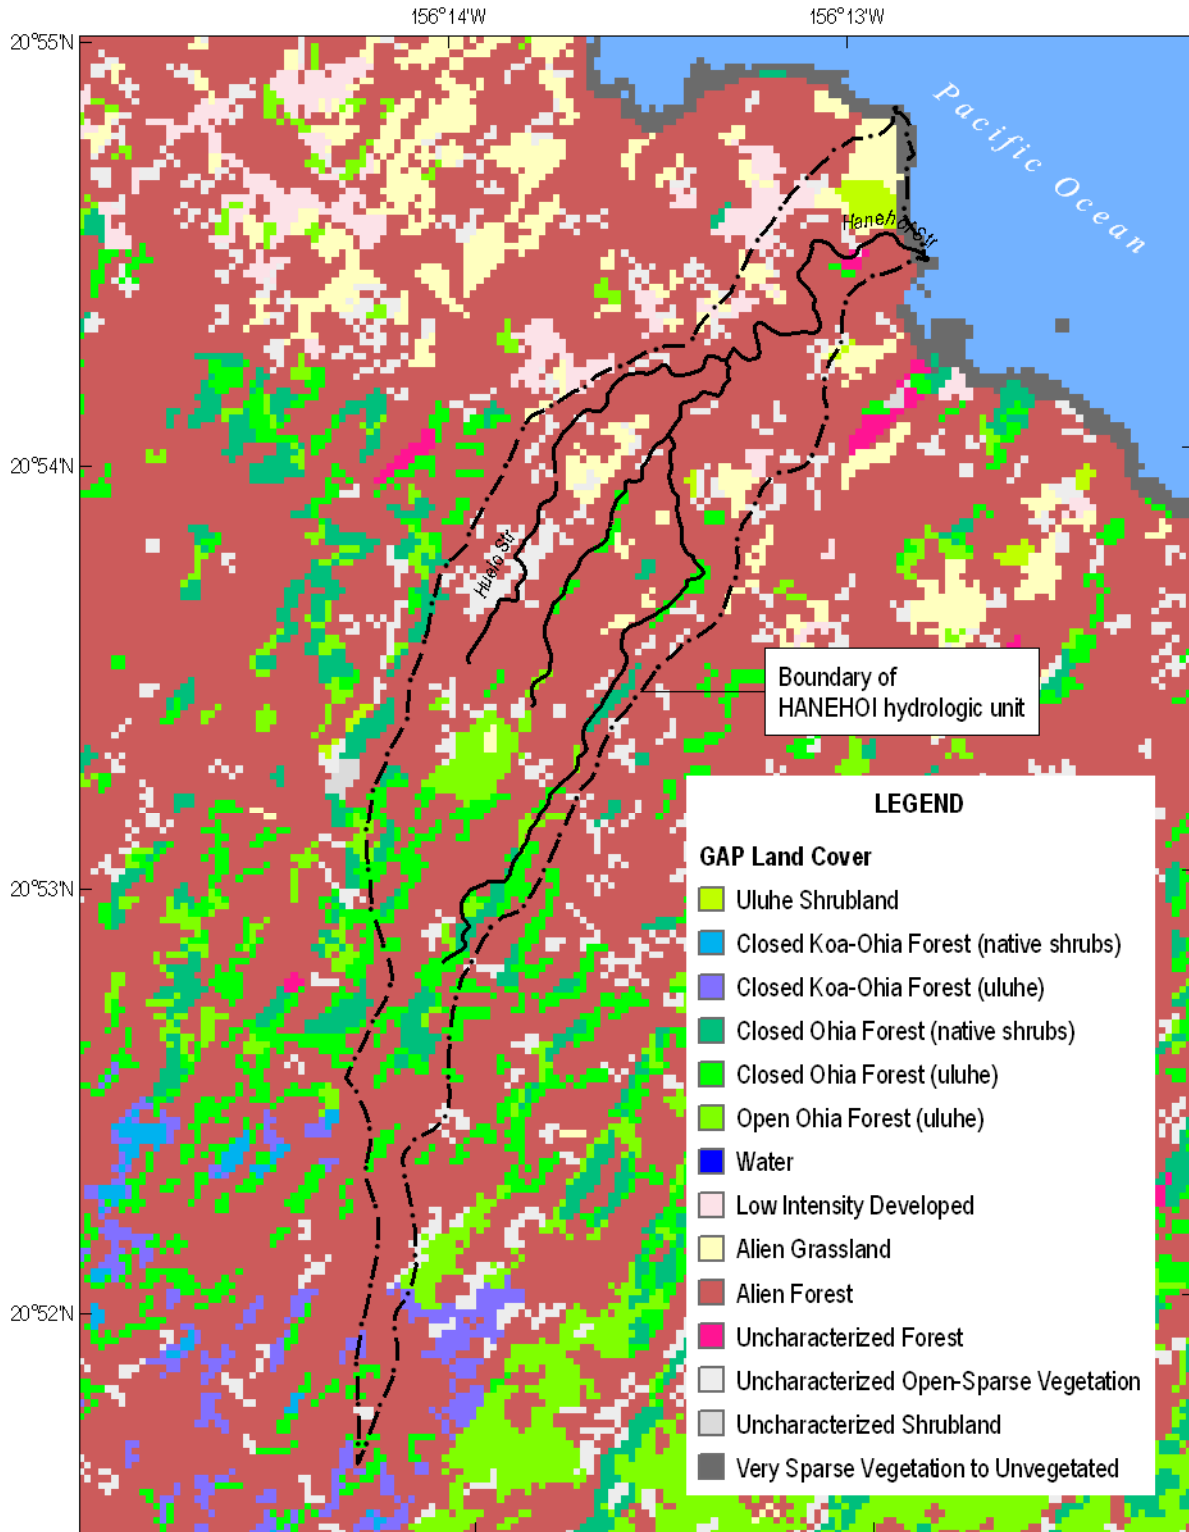 156°14'W
156°13'W
20°55'N
Pacific Ocean
Hanehoi Str
20°54'N
Huelo Str
Boundary of
HANEHOI hydrologic unit
LEGEND
GAP Land Cover
20°53'N
Uluhe Shrubland
Closed Koa-Ohia Forest (native shrubs)
Closed Koa-Ohia Forest (uluhe)
Closed Ohia Forest (native shrubs)
Closed Ohia Forest (uluhe)
Open Ohia Forest (uluhe)
Water
Low Intensity Developed
Alien Grassland
Alien Forest
20°52'N
Uncharacterized Forest
Uncharacterized Open-Sparse Vegetation
Uncharacterized Shrubland
Very Sparse Vegetation to Unvegetated